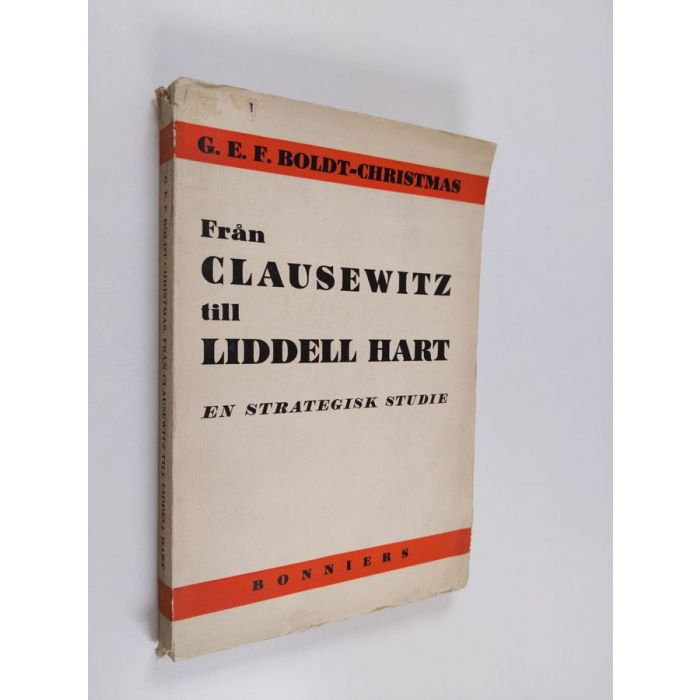 1
G. E. F. BOLDT-CHRISTMAS
Från
CLAUSEWITZ
till
LIDDELL HART
EN STRATEGISK STUDIE
BONNIERS
G. E. F. BOLDT-CHRISTMAS, FRÅN CLAUSEWITZ TILL LIDDELL HART